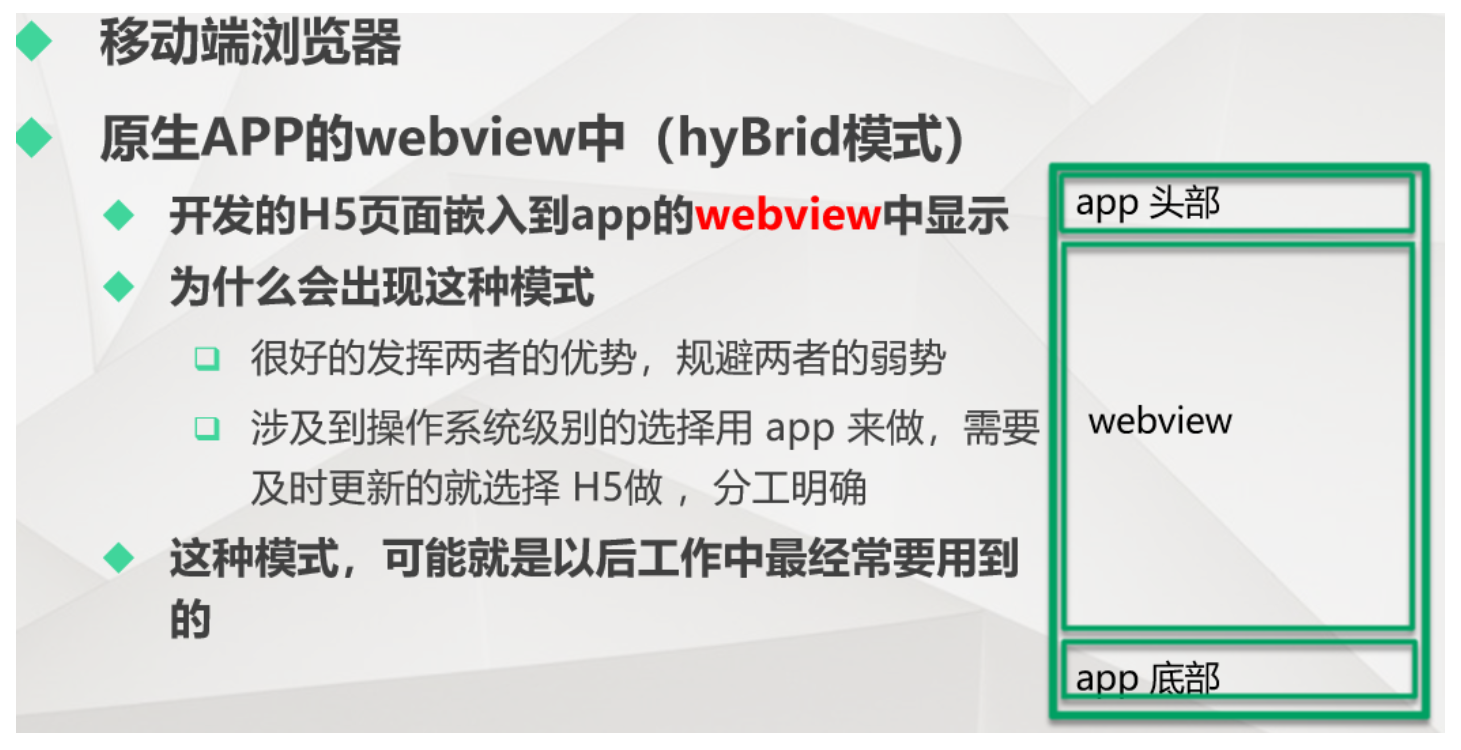 移动端浏览器
原生APP的webview中（hyBrid模式）
开发的H5页面嵌入到app的webview中显示
为什么会出现这种模式
很好的发挥两者的优势，规避两者的弱势
涉及到操作系统级别的选择用 app 来做，需要
及时更新的就选择 H5做 ，分工明确
这种模式，可能就是以后工作中最经常要用到
的
app 头部
webview
app 底部